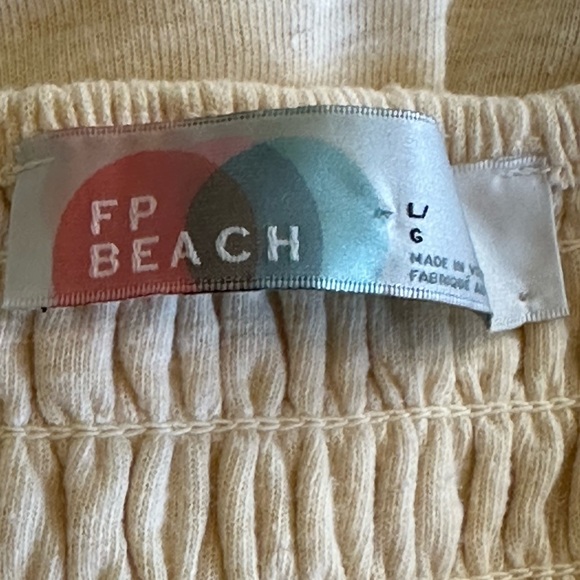 FP
BEACH
L/
G
MADE IN
FABRIQUÉ